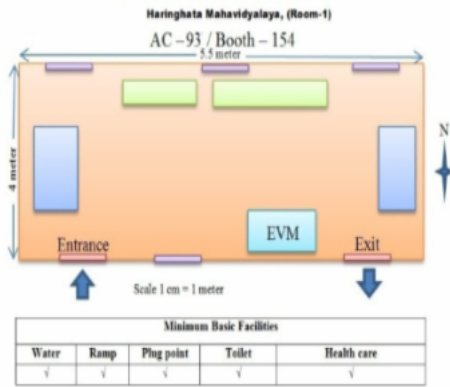 Haringhata Mahavidyalaya, (Room-1)
AC –93 / Booth – 154
5.5 meter
4 meter
N
EVM
Entrance
Exit
Scale 1 cm = 1 meter
Minimum Basic Facilities
Water Ramp Plug point Toilet Health care
√ √ √ √ √